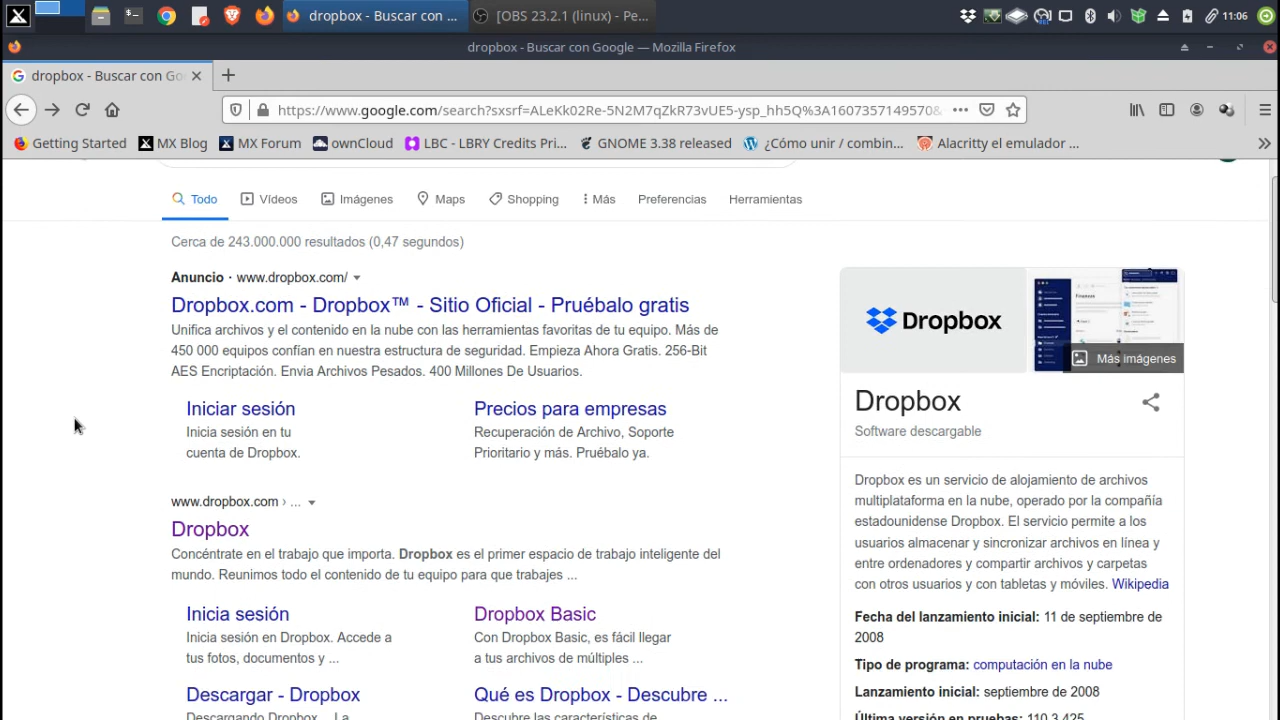 dropbox - Buscar con ...
[OBS 23.2.1 (linux) - Pe...
11:06
dropbox - Buscar con Google — Mozilla Firefox
dropbox - Buscar con Go
https://www.google.com/search?sxsrf=ALeKk02Re-5N2M7qZkR73vUE5-ysp_hh5Q%3A1607357149570&
Getting Started
MX Blog
MX Forum
ownCloud
LBC - LBRY Credits Pri...
GNOME 3.38 released
¿Cómo unir / combin...
Alacritty el emulador ...
Todo
Vídeos
Imágenes
Maps
Shopping
Más
Preferencias
Herramientas
Cerca de 243.000.000 resultados (0,47 segundos)
Anuncio · www.dropbox.com/
Dropbox.com - Dropbox™ - Sitio Oficial - Pruébalo gratis
Unifica archivos y el contenido en la nube con las herramientas favoritas de tu equipo. Más de
450 000 equipos confían en nuestra estructura de seguridad. Empieza Ahora Gratis. 256-Bit
AES Encriptación. Envia Archivos Pesados. 400 Millones De Usuarios.
Iniciar sesión
Inicia sesión en tu
cuenta de Dropbox.
Precios para empresas
Recuperación de Archivo, Soporte
Prioritario y más. Pruébalo ya.
www.dropbox.com › ...
Dropbox
Concéntrate en el trabajo que importa. Dropbox es el primer espacio de trabajo inteligente del
mundo. Reunimos todo el contenido de tu equipo para que trabajes ...
Inicia sesión
Inicia sesión en Dropbox. Accede a
tus fotos, documentos y ...
Dropbox Basic
Con Dropbox Basic, es fácil llegar
a tus archivos de múltiples ...
Descargar - Dropbox
Descargando Dropbox... La
Qué es Dropbox - Descubre ...
Descubre las características de
Dropbox
Más imágenes
Dropbox
Software descargable
Dropbox es un servicio de alojamiento de archivos
multiplataforma en la nube, operado por la compañía
estadounidense Dropbox. El servicio permite a los
usuarios almacenar y sincronizar archivos en línea y
entre ordenadores y compartir archivos y carpetas
con otros usuarios y con tabletas y móviles. Wikipedia
Fecha del lanzamiento inicial: 11 de septiembre de
2008
Tipo de programa: computación en la nube
Lanzamiento inicial: septiembre de 2008
Última versión en pruebas: 110.3.425